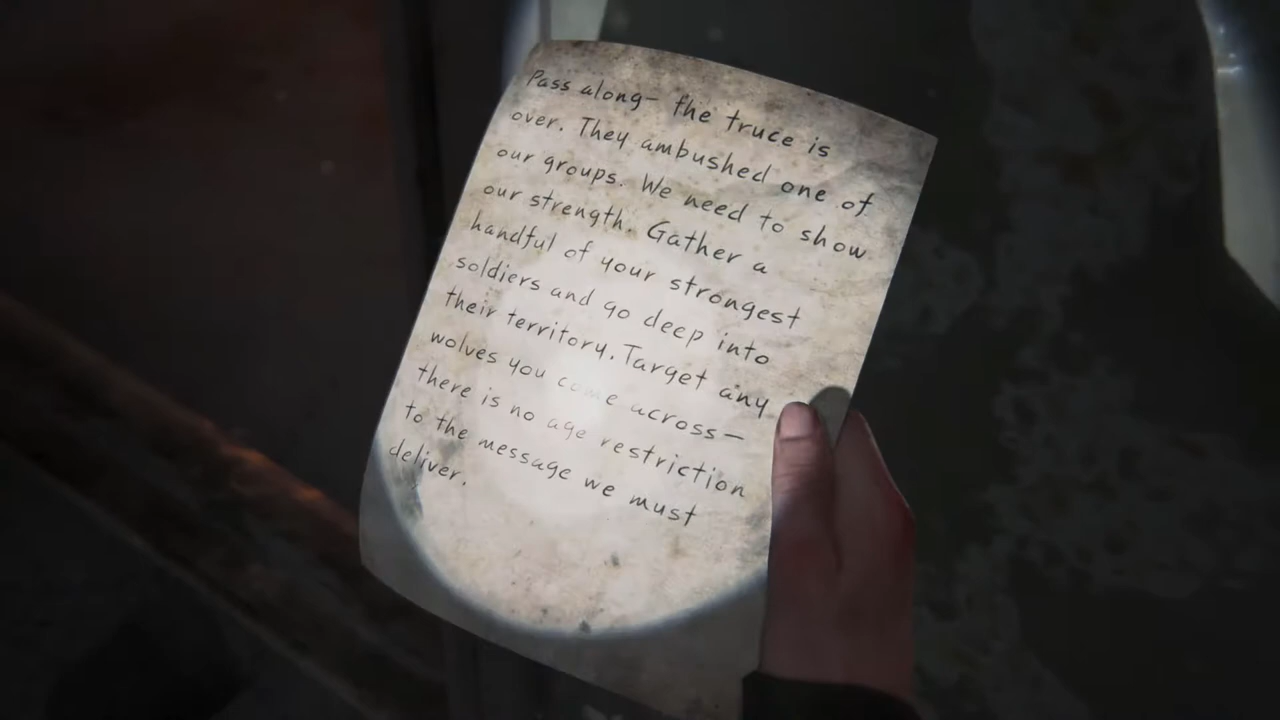 Pass along- the truce is
over. They ambushed one of
our groups. We need to show
our strength. Gather a
handful of your strongest
soldiers and go deep into
their territory. Target any
wolves you come across-
there is no age restriction
to the message we must
deliver.